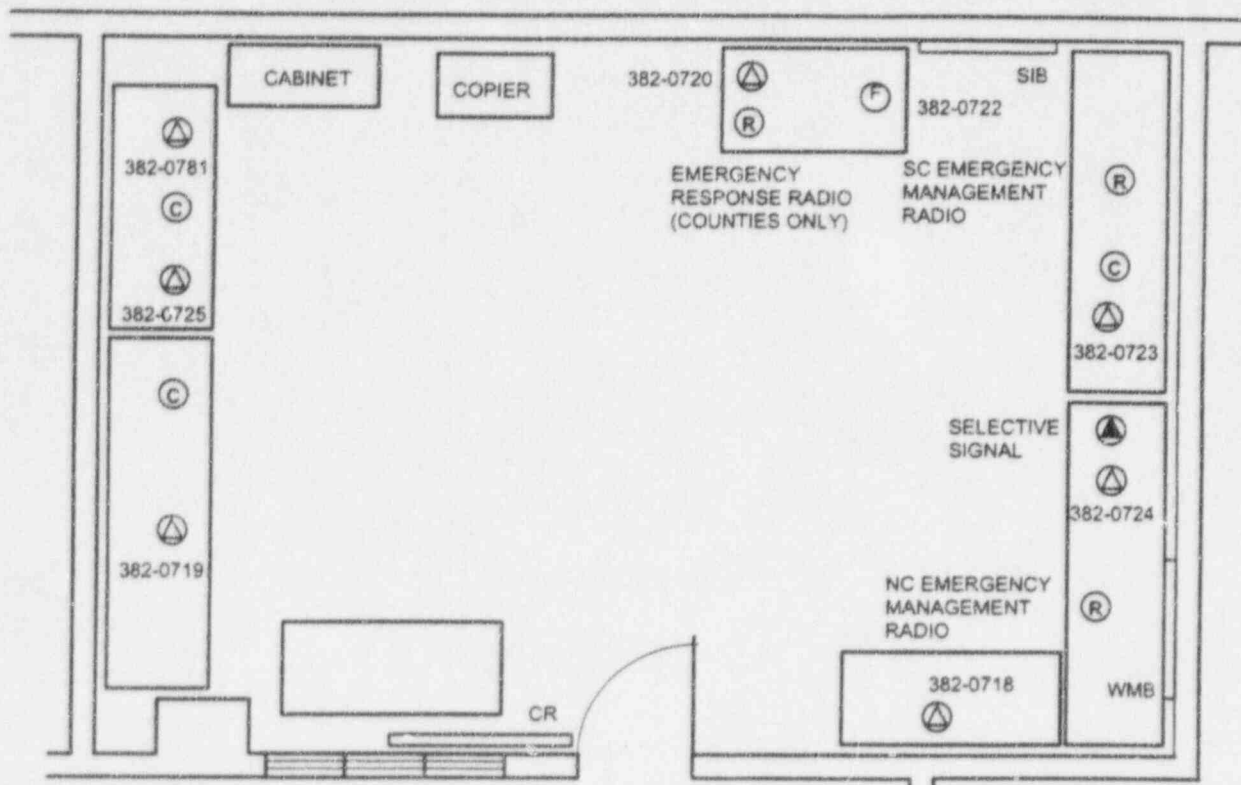 CABINET
COPIER
382-0720
F
382-0722
SIB
R
EMERGENCY
RESPONSE RADIO
(COUNTIES ONLY)
SC EMERGENCY
MANAGEMENT
RADIO
R
C
382-0723
382-0781
C
382-0725
C
382-0719
SELECTIVE
SIGNAL
382-0724
NC EMERGENCY
MANAGEMENT
RADIO
R
382-0718
WMB
CR